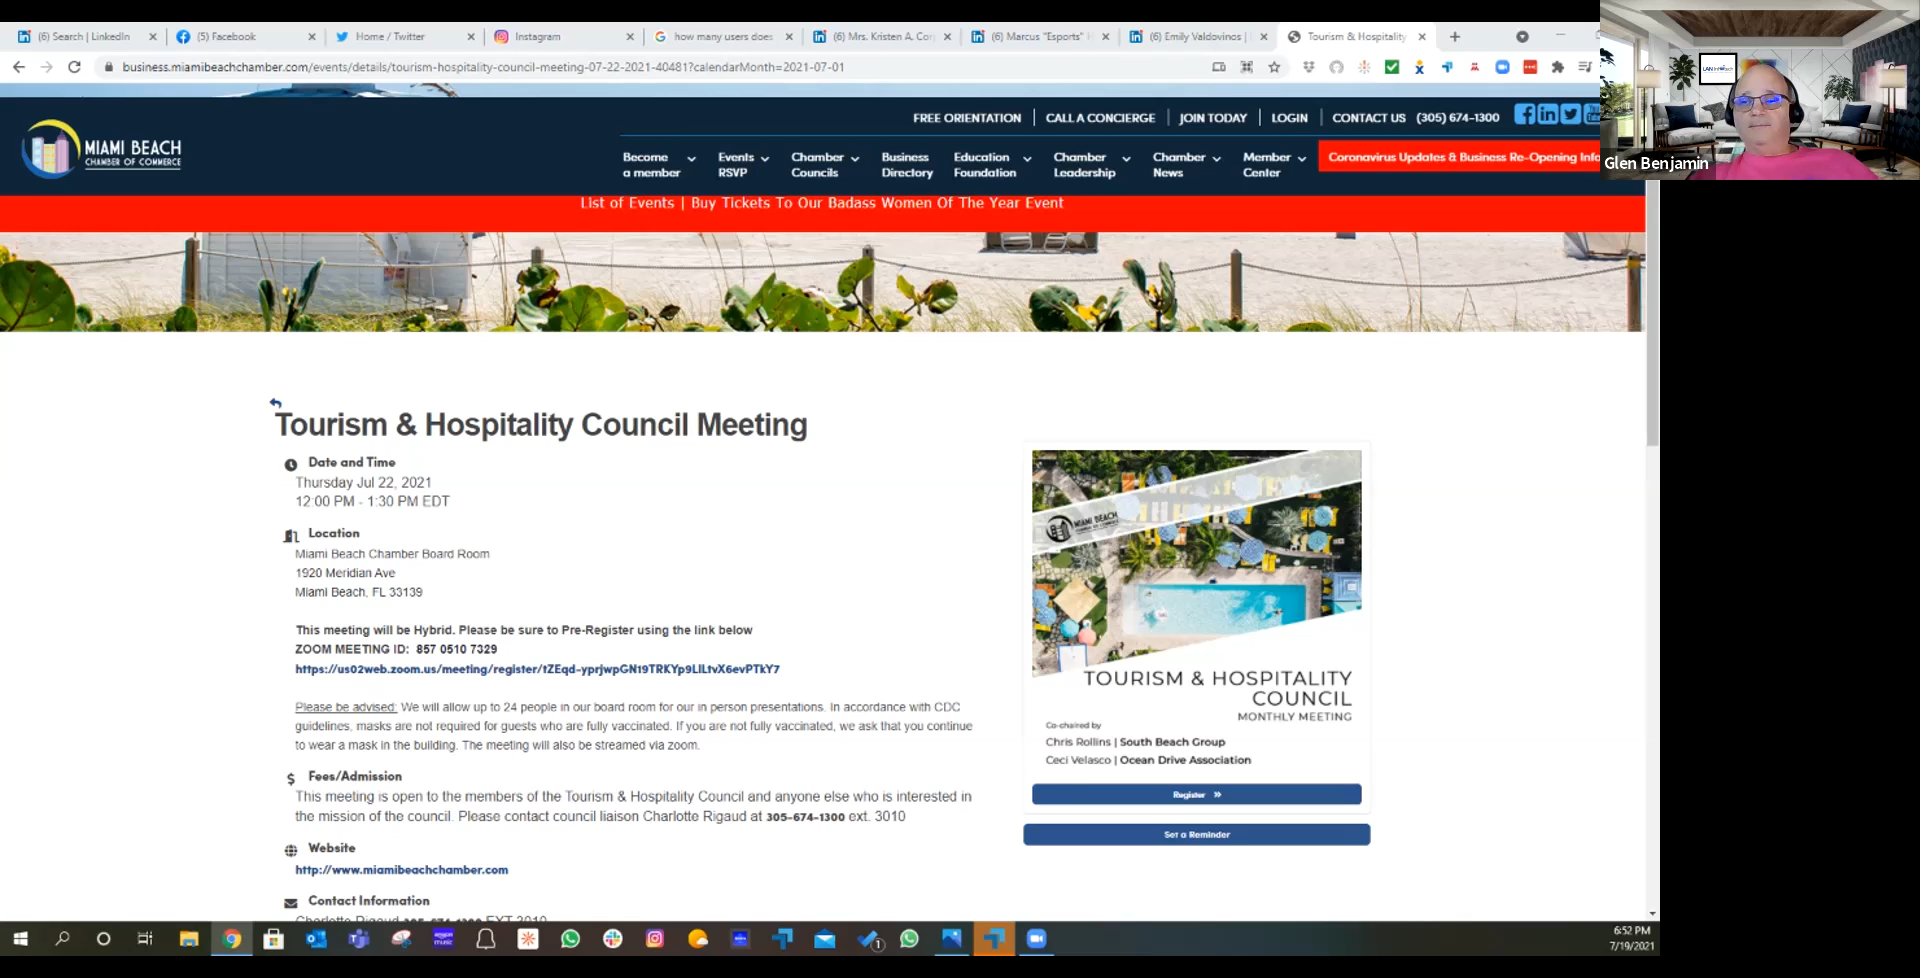 (6) Search | LinkedIn
(5) Facebook
Home / Twitter
Instagram
how many users does
(6) Mrs. Kristen A. Cor
(6) Marcus "Esports" H
(6) Emily Valdovinos |
Tourism & Hospitality
business.miamibeachchamber.com/events/details/tourism-hospitality-council-meeting-07-22-2021-40481?calendarMonth=2021-07-01
FREE ORIENTATION | CALL A CONCIERGE | JOIN TODAY | LOGIN | CONTACT US (305) 674-1300
MIAMI BEACH
CHAMBER OF COMMERCE
Become
a member
Events
RSVP
Chamber
Councils
Business
Directory
Education
Foundation
Chamber
Leadership
Chamber
News
Member
Center
Coronavirus Updates & Business Re-Opening Info
Glen Benjamin
List of Events | Buy Tickets To Our Badass Women Of The Year Event
Tourism & Hospitality Council Meeting
Date and Time
Thursday Jul 22, 2021
12:00 PM - 1:30 PM EDT
Location
Miami Beach Chamber Board Room
1920 Meridian Ave
Miami Beach, FL 33139
This meeting will be Hybrid. Please be sure to Pre-Register using the link below
ZOOM MEETING ID: 857 0510 7329
https://us02web.zoom.us/meeting/register/tZEqd-yprjwpGN19TRKYp9LlLtvX6evPTkY7
Please be advised: We will allow up to 24 people in our board room for our in person presentations. In accordance with CDC
guidelines, masks are not required for guests who are fully vaccinated. If you are not fully vaccinated, we ask that you continue
to wear a mask in the building. The meeting will also be streamed via zoom.
Fees/Admission
This meeting is open to the members of the Tourism & Hospitality Council and anyone else who is interested in
the mission of the council. Please contact council liaison Charlotte Rigaud at 305-674-1300 ext. 3010
Website
http://www.miamibeachchamber.com
Contact Information
Charlotte Rigaud 305-674-1300 EXT 3010
MIAMI BEACH
TOURISM & HOSPITALITY
COUNCIL
MONTHLY MEETING
Co-chaired by
Chris Rollins | South Beach Group
Ceci Velasco | Ocean Drive Association
Register »
Set a Reminder
6:52 PM
7/19/2021